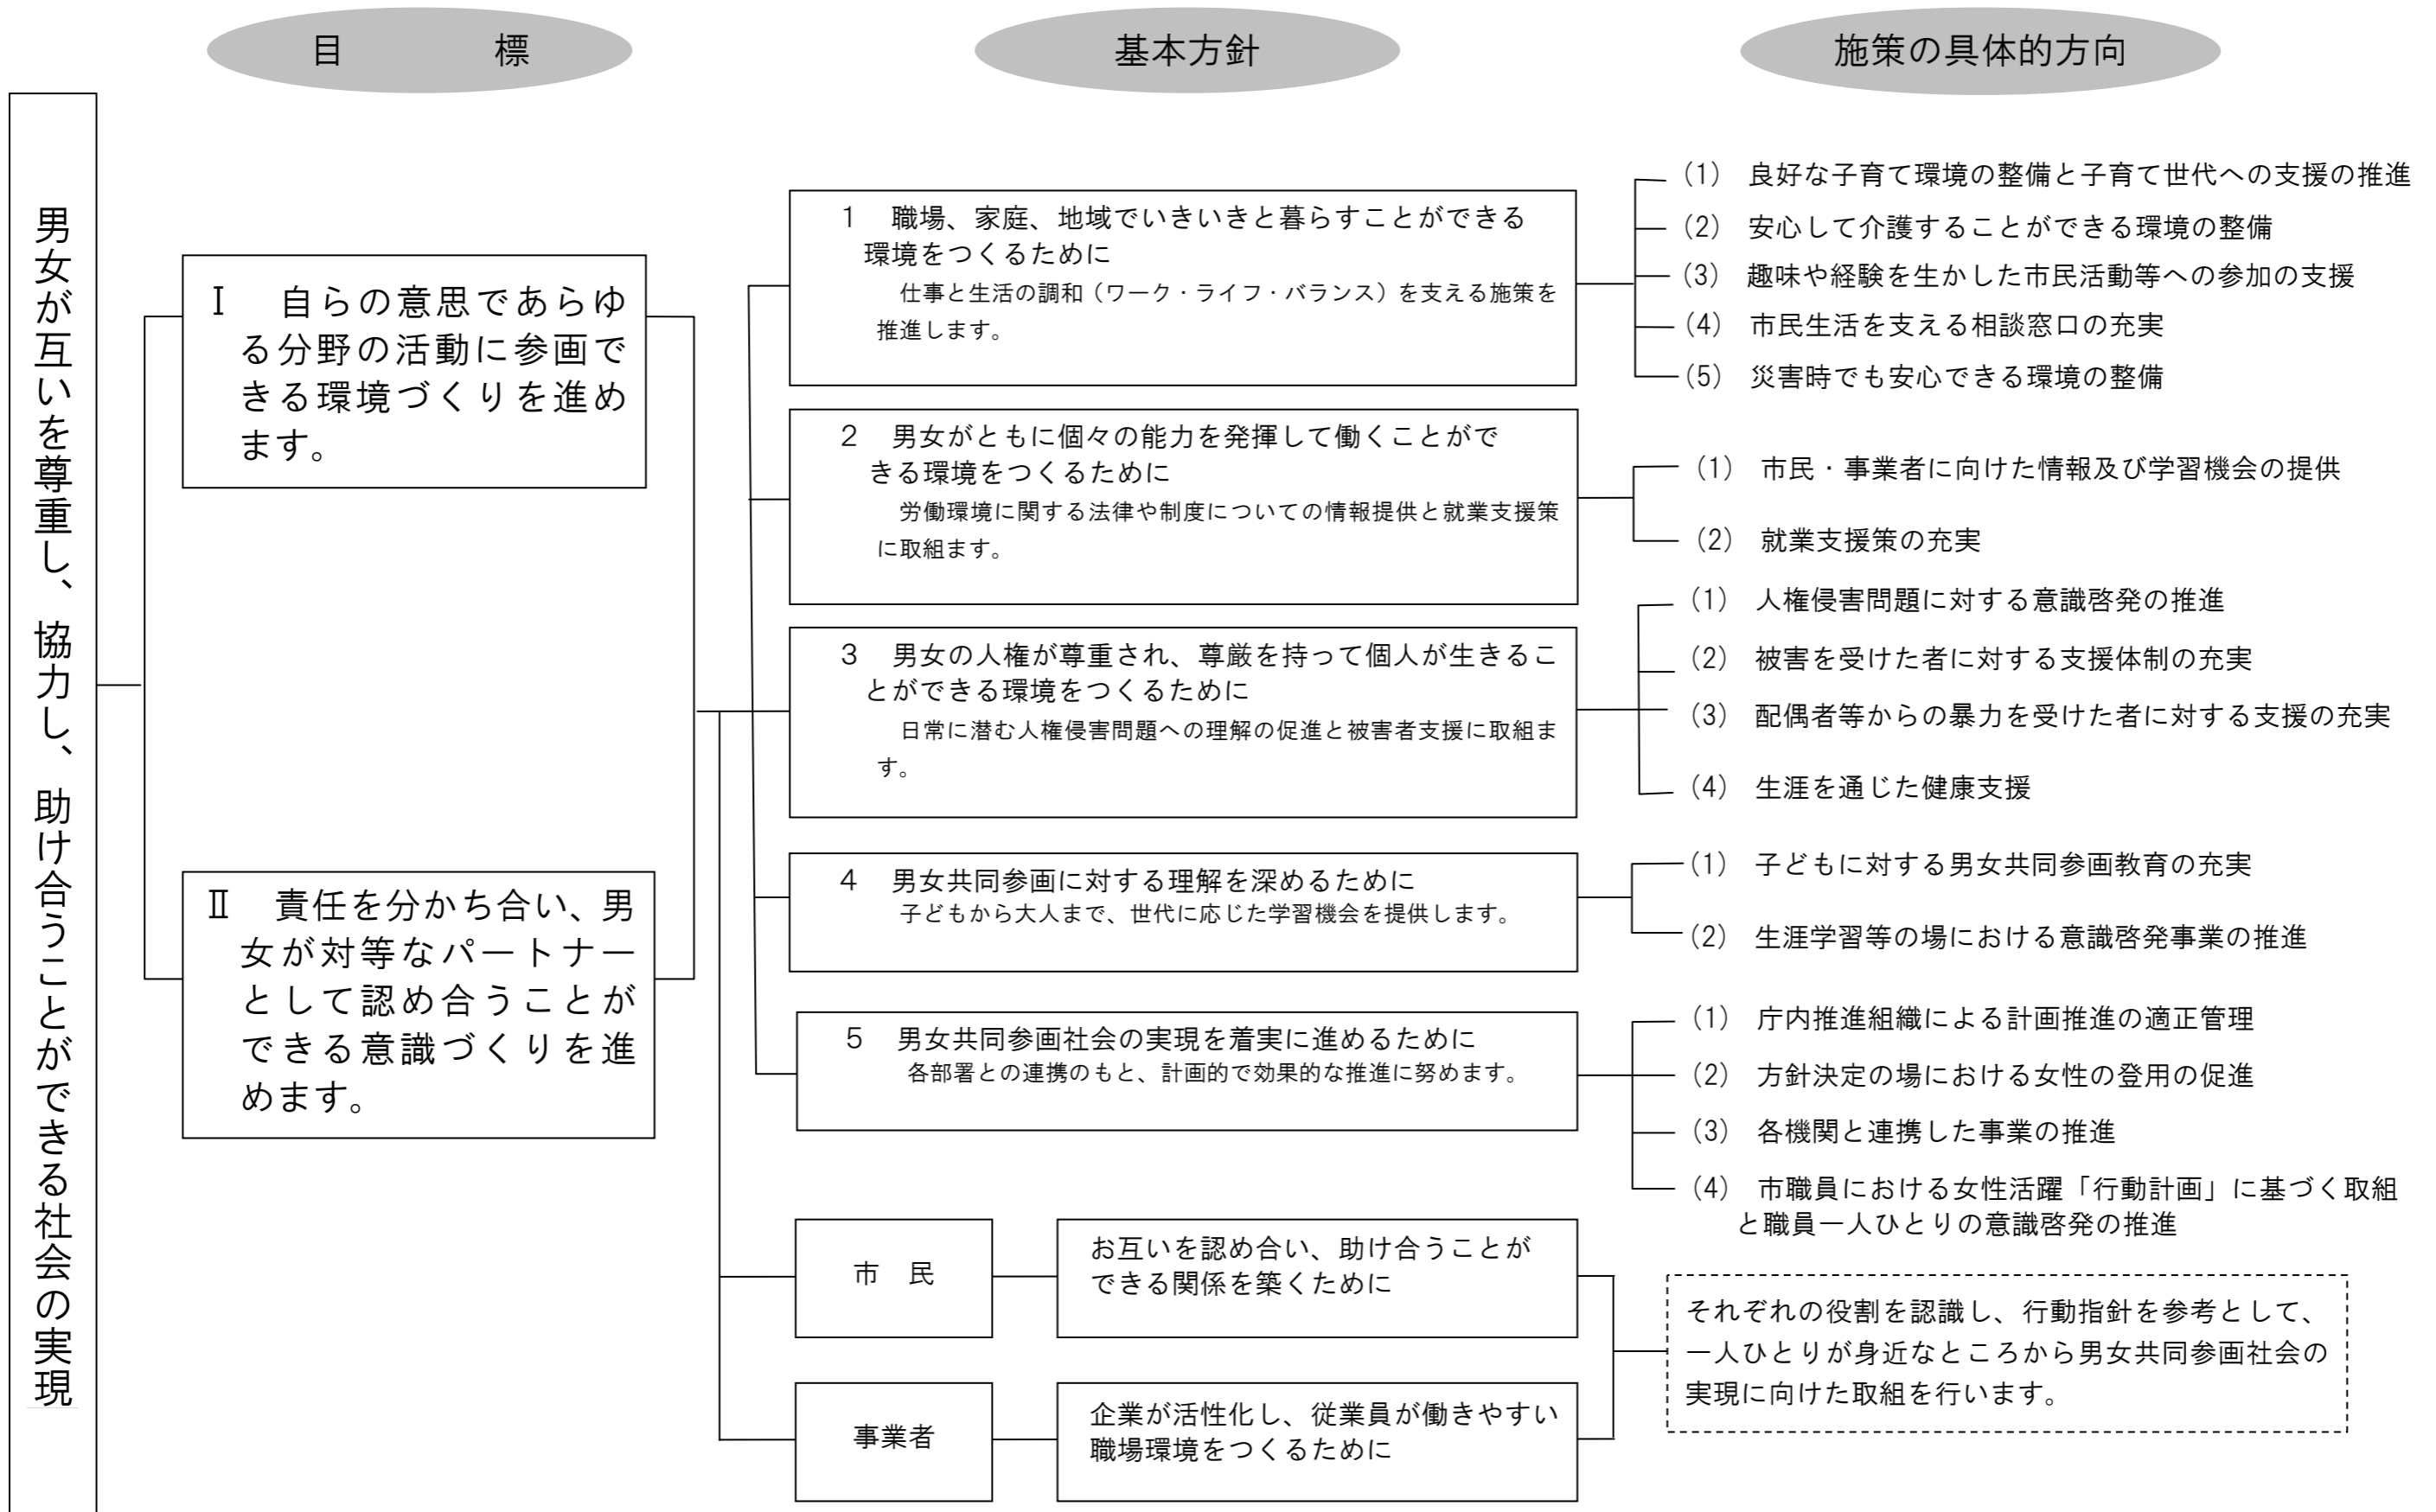 目　　　　標
基本方針
施策の具体的方向
男女が互いを尊重し、協力し、助け合うことができる社会の実現
Ⅰ　自らの意思であらゆ
る分野の活動に参画で
きる環境づくりを進め
ます。
Ⅱ　責任を分かち合い、男
女が対等なパートナー
として認め合うことが
できる意識づくりを進
めます。
1　職場、家庭、地域でいきいきと暮らすことができる
環境をつくるために
仕事と生活の調和（ワーク・ライフ・バランス）を支える施策を
推進します。
(1)　良好な子育て環境の整備と子育て世代への支援の推進
(2)　安心して介護することができる環境の整備
(3)　趣味や経験を生かした市民活動等への参加の支援
(4)　市民生活を支える相談窓口の充実
(5)　災害時でも安心できる環境の整備
2　男女がともに個々の能力を発揮して働くことがで
きる環境をつくるために
労働環境に関する法律や制度についての情報提供と就業支援策
に取組ます。
(1)　市民・事業者に向けた情報及び学習機会の提供
(2)　就業支援策の充実
3　男女の人権が尊重され、尊厳を持って個人が生きるこ
とができる環境をつくるために
日常に潜む人権侵害問題への理解の促進と被害者支援に取組ま
す。
(1)　人権侵害問題に対する意識啓発の推進
(2)　被害を受けた者に対する支援体制の充実
(3)　配偶者等からの暴力を受けた者に対する支援の充実
(4)　生涯を通じた健康支援
4　男女共同参画に対する理解を深めるために
子どもから大人まで、世代に応じた学習機会を提供します。
(1)　子どもに対する男女共同参画教育の充実
(2)　生涯学習等の場における意識啓発事業の推進
5　男女共同参画社会の実現を着実に進めるために
各部署との連携のもと、計画的で効果的な推進に努めます。
(1)　庁内推進組織による計画推進の適正管理
(2)　方針決定の場における女性の登用の促進
(3)　各機関と連携した事業の推進
(4)　市職員における女性活躍「行動計画」に基づく取組
と職員一人ひとりの意識啓発の推進
市　民
お互いを認め合い、助け合うことが
できる関係を築くために
事業者
企業が活性化し、従業員が働きやすい
職場環境をつくるために
それぞれの役割を認識し、行動指針を参考として、
一人ひとりが身近なところから男女共同参画社会の
実現に向けた取組を行います。